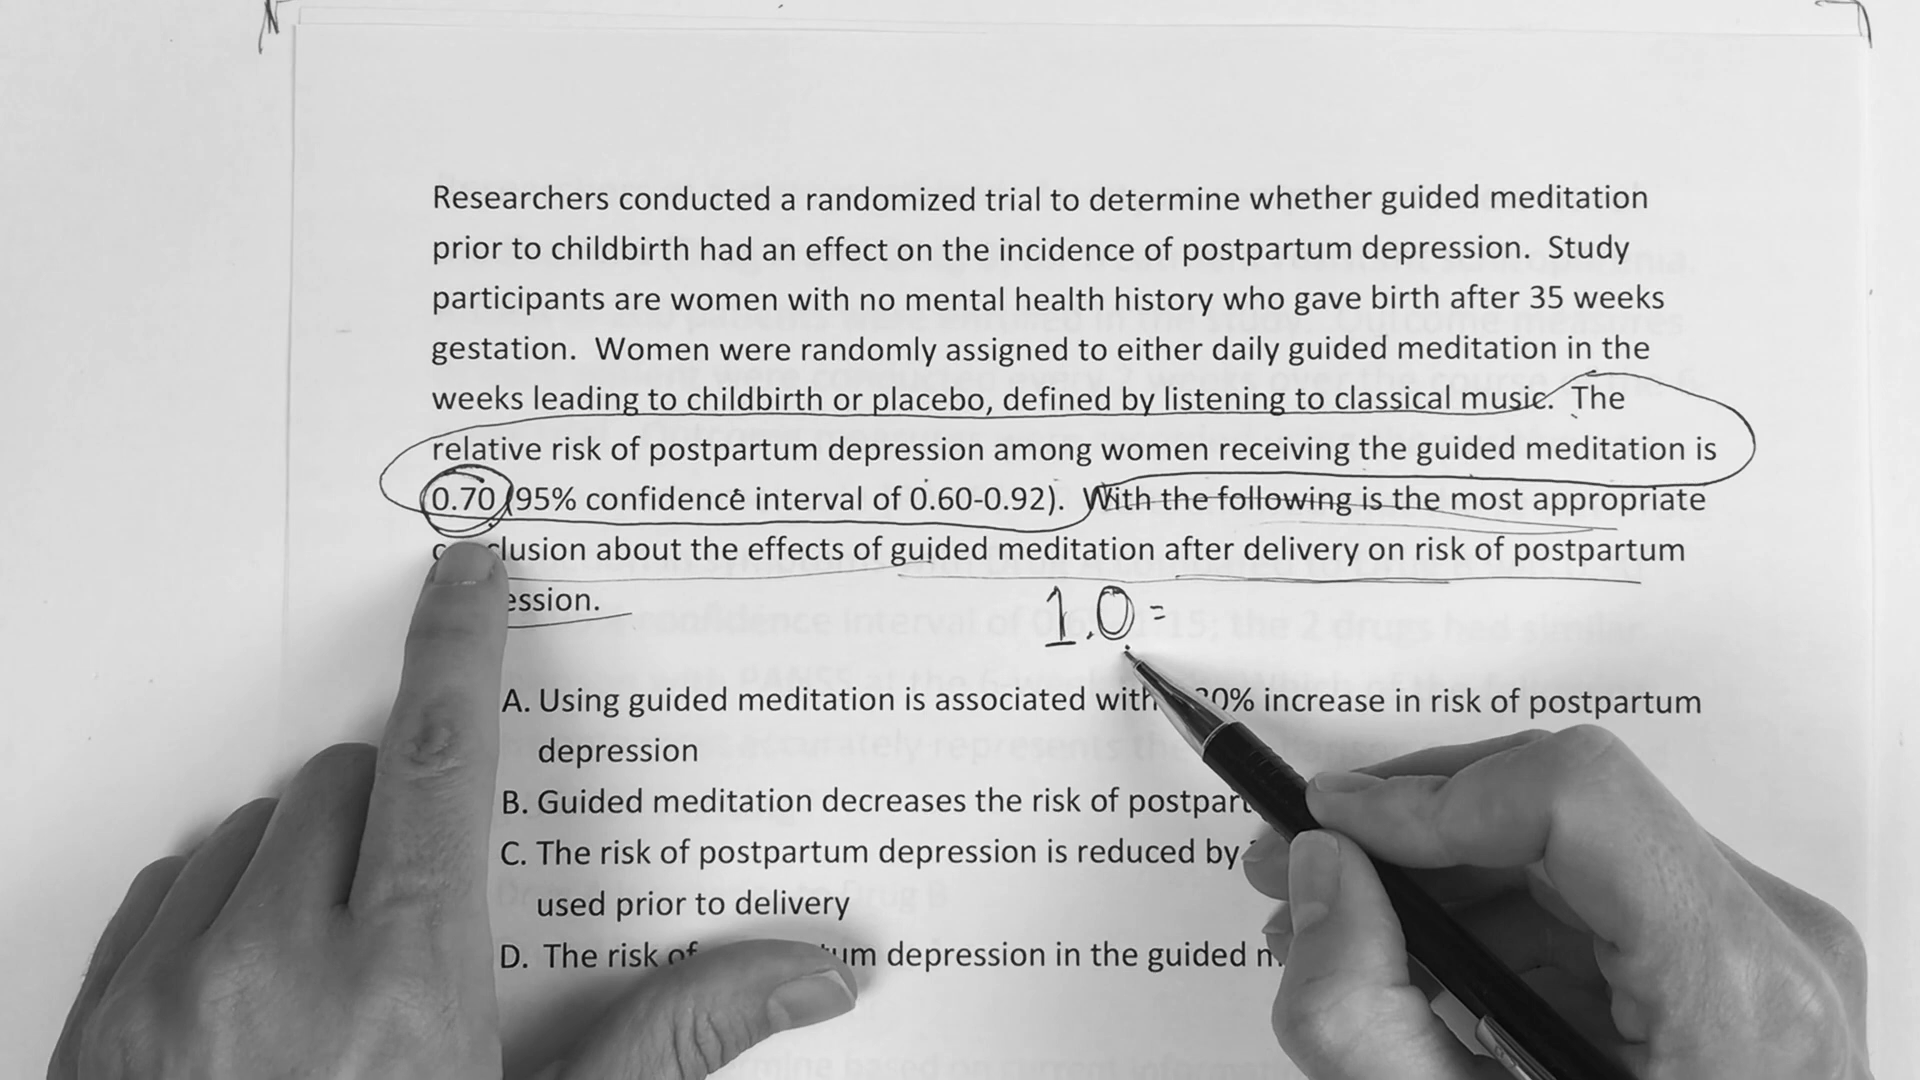 Researchers conducted a randomized trial to determine whether guided meditation
prior to childbirth had an effect on the incidence of postpartum depression. Study
participants are women with no mental health history who gave birth after 35 weeks
gestation. Women were randomly assigned to either daily guided meditation in the
weeks leading to childbirth or placebo, defined by listening to classical music. The
relative risk of postpartum depression among women receiving the guided meditation is
0.70 (95% confidence interval of 0.60-0.92). With the following is the most appropriate
about the effects of guided meditation after delivery on risk of postpartum
1.0 =
A. Using guided meditation is associated with increase in risk of postpartum
depression
B. Guided meditation decreases the risk of
C. The risk of postpartum depression is reduced by
used prior to delivery
D. The risk of depression in the guided